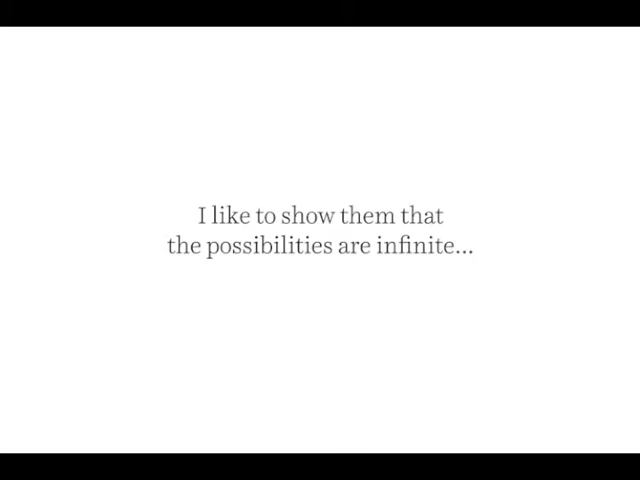 I like to show them that
the possibilities are infinite...